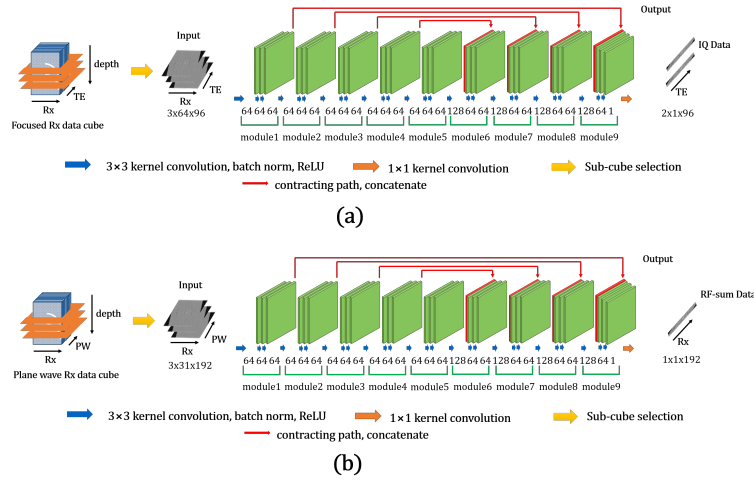 Output
Input
IQ Data
depth
TE
Rx
TE
Rx
TE
Focused Rx data cube
3x64x96
2x1x96
64 64 64 64 64 64 64 64 64 64 64 64 64 64 64 128 64 64 128 64 64 128 64 64 128 64 1
module1 module2 module3 module4 module5 module6 module7 module8 module9
3×3 kernel convolution, batch norm, ReLU 1×1 kernel convolution Sub-cube selection
contracting path, concatenate
(a)
Output
Input
RF-sum Data
depth
PW
Rx
PW
Rx
Rx
Plane wave Rx data cube
3x31x192
1x1x192
64 64 64 64 64 64 64 64 64 64 64 64 64 64 64 128 64 64 128 64 64 128 64 64 128 64 1
module1 module2 module3 module4 module5 module6 module7 module8 module9
3×3 kernel convolution, batch norm, ReLU 1×1 kernel convolution Sub-cube selection
contracting path, concatenate
(b)